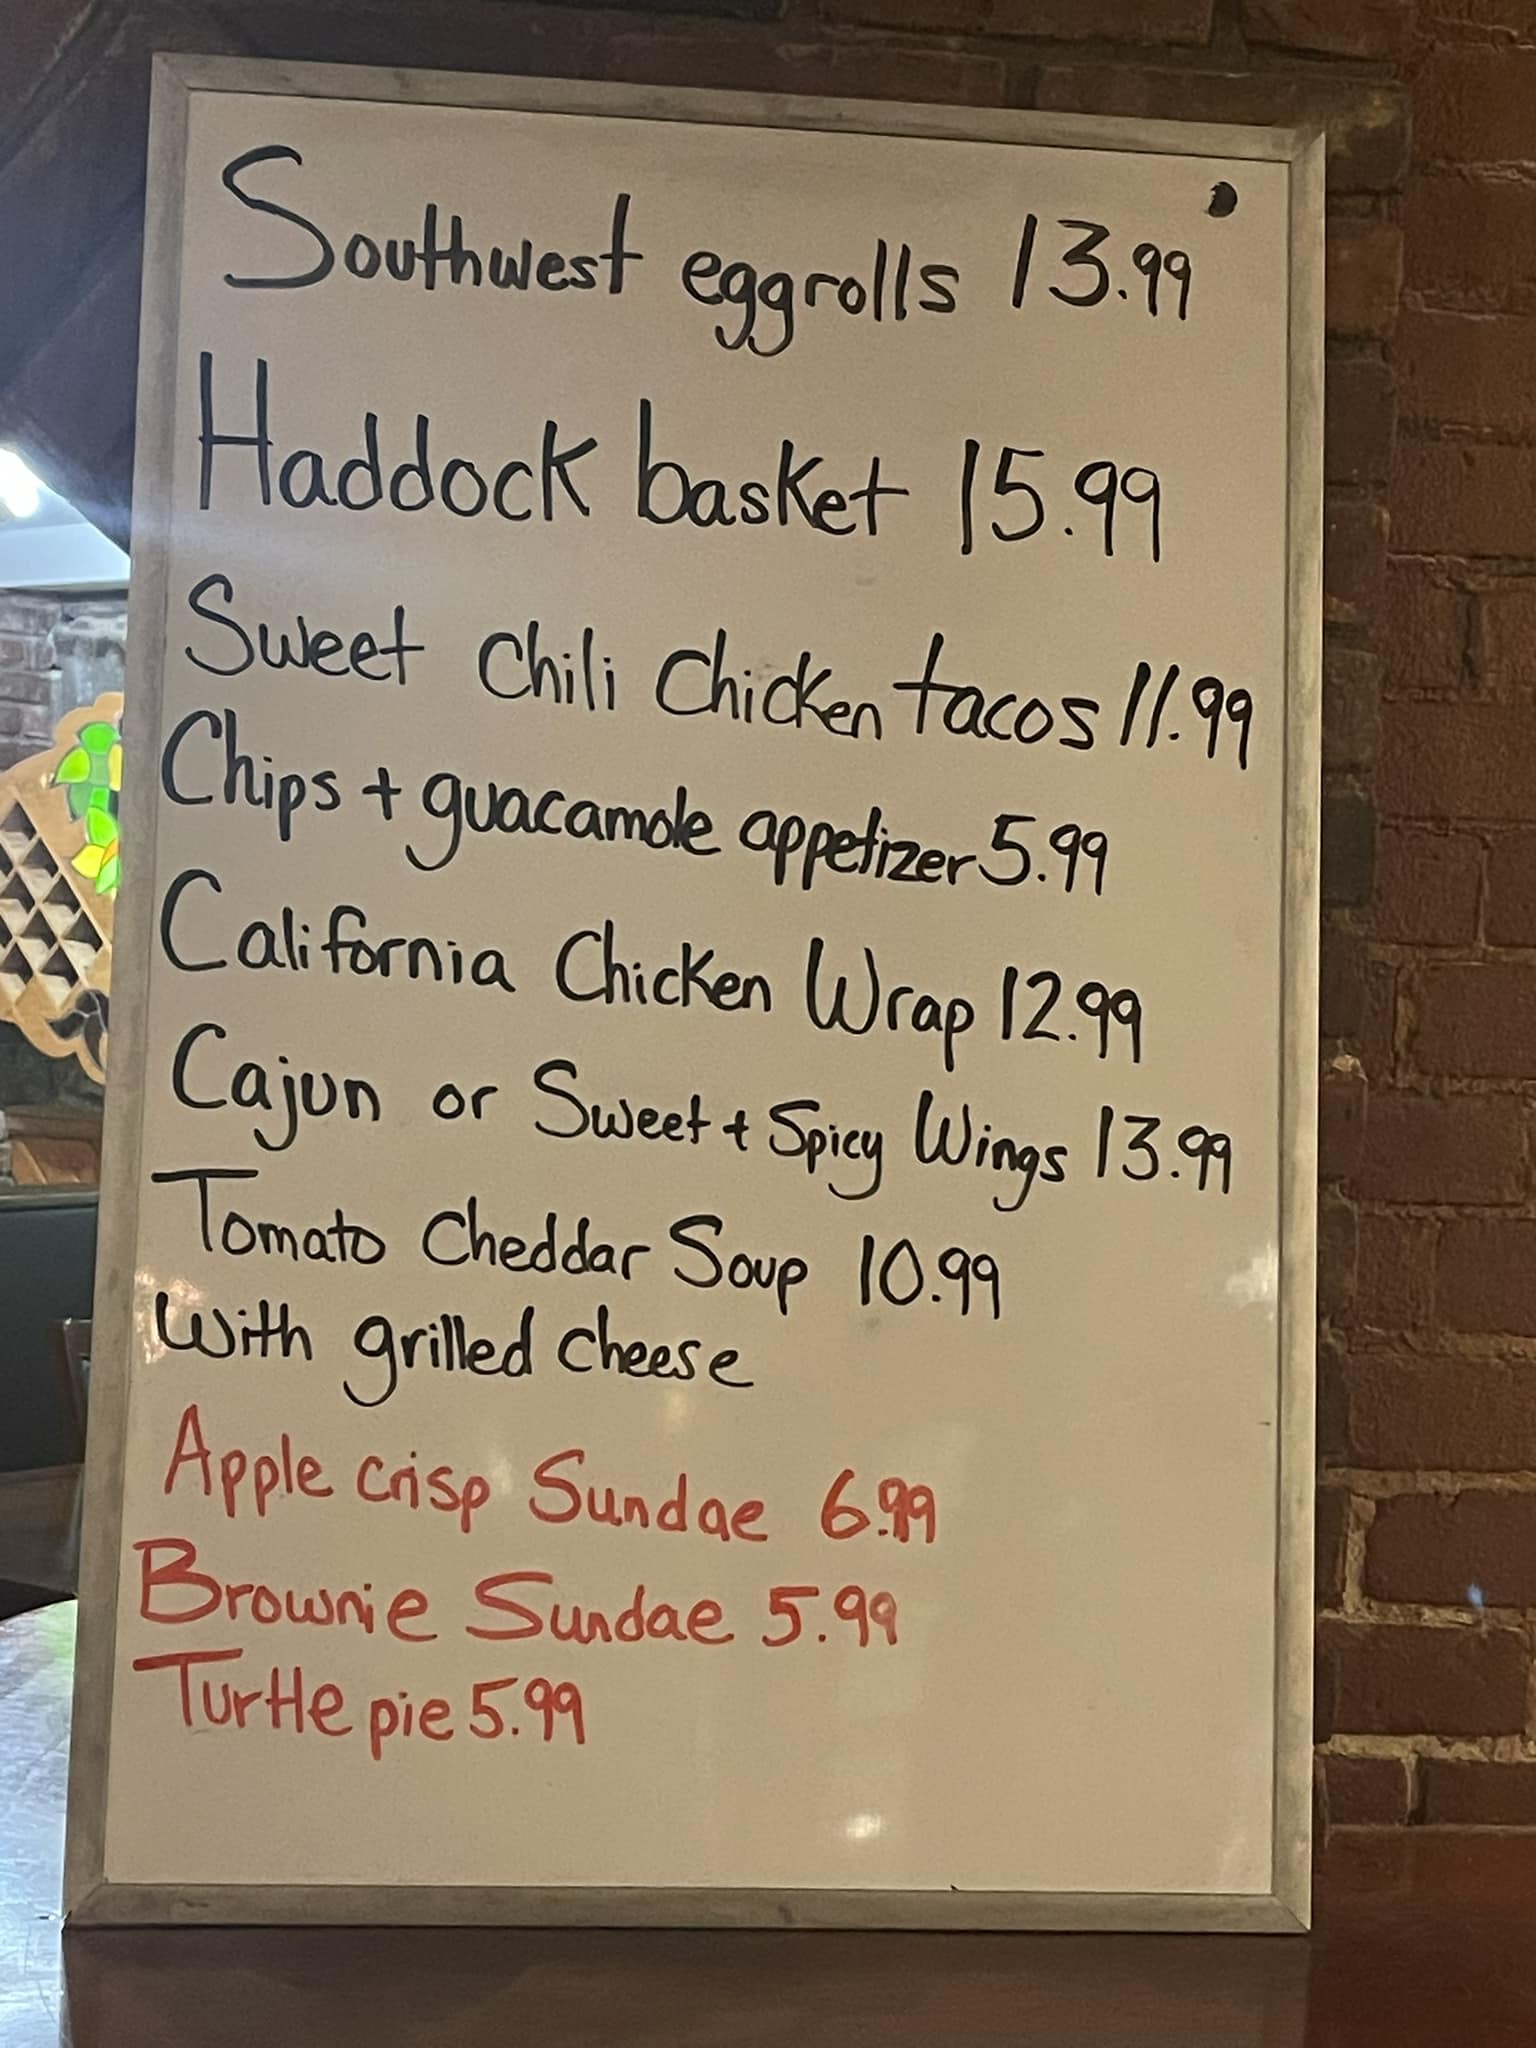 Southwest eggrolls 13.99
Haddock basket 15.99
Sweet Chili Chicken tacos 11.99
Chips + guacamole appetizer 5.99
California Chicken Wrap 12.99
Cajun or Sweet + Spicy Wings 13.99
Tomato Cheddar Soup 10.99
with grilled cheese
Apple crisp Sundae 6.99
Brownie Sundae 5.99
Turtle pie 5.99